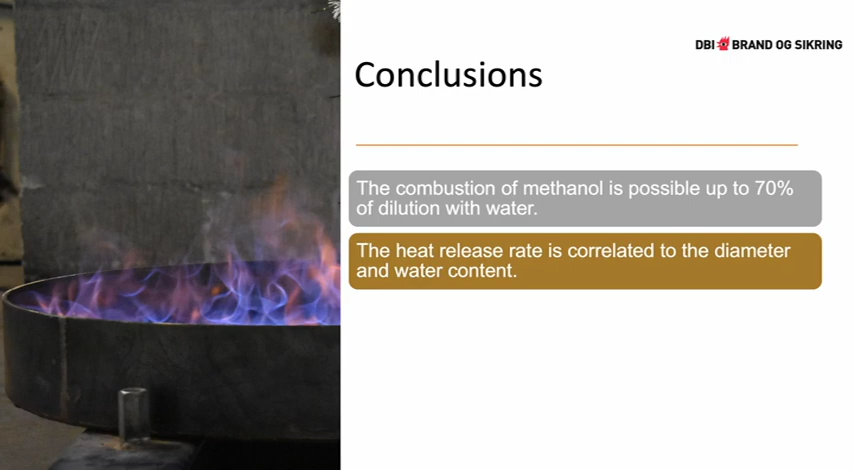 DBI BRAND OG SIKRING
Conclusions
The combustion of methanol is possible up to 70%
of dilution with water.
The heat release rate is correlated to the diameter
and water content.